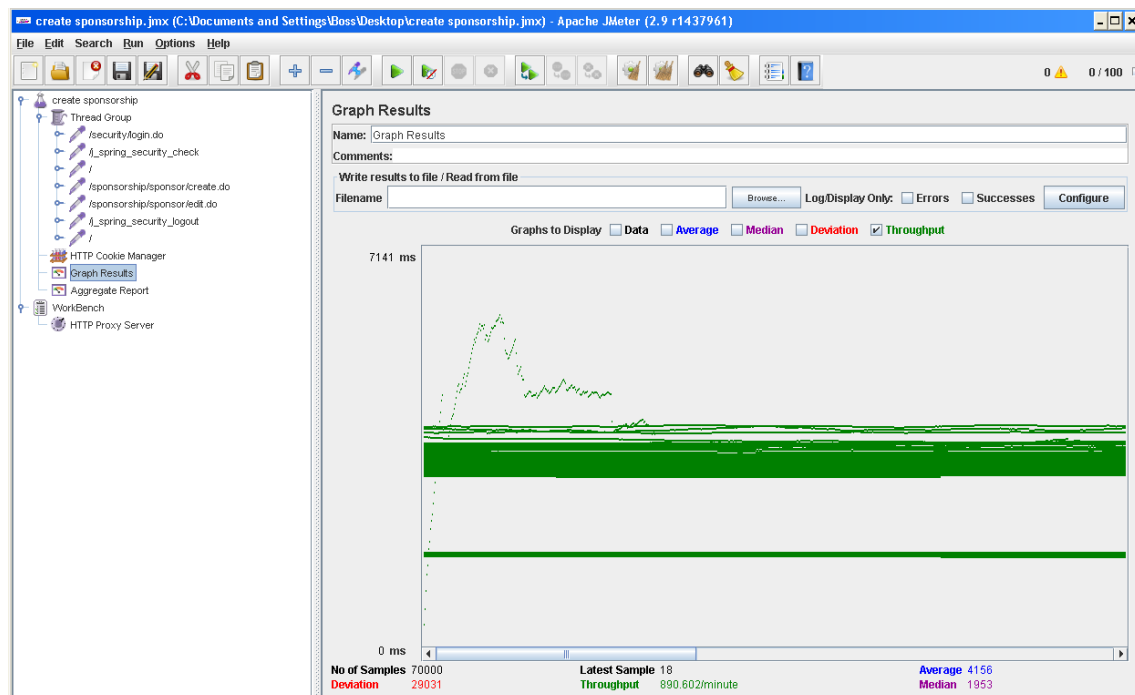 create sponsorship.jmx (C:\Documents and Settings\Boss\Desktop\create sponsorship.jmx) - Apache JMeter (2.9 r1437961)
File Edit Search Run Options Help
0 0 / 100
create sponsorship
Thread Group
/security/login.do
/j_spring_security_check
/
/sponsorship/sponsor/create.do
/sponsorship/sponsor/edit.do
/j_spring_security_logout
/
HTTP Cookie Manager
Graph Results
Aggregate Report
WorkBench
HTTP Proxy Server
Graph Results
Name: Graph Results
Comments:
Write results to file / Read from file
Filename Browse... Log/Display Only: Errors Successes Configure
Graphs to Display Data Average Median Deviation Throughput
7141 ms
0 ms
No of Samples 70000 Latest Sample 18 Average 4156
Deviation 29031 Throughput 890.602/minute Median 1953